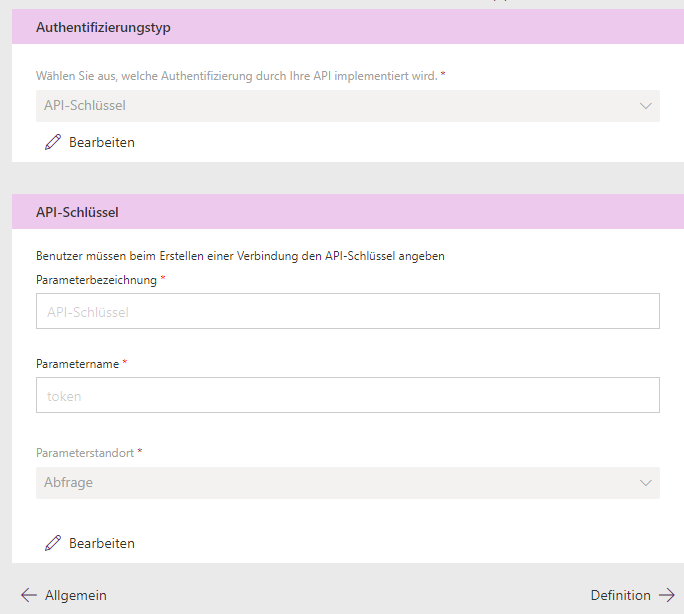 Authentifizierungstyp
Wählen Sie aus, welche Authentifizierung durch Ihre API implementiert wird. *
API-Schlüssel
Bearbeiten
API-Schlüssel
Benutzer müssen beim Erstellen einer Verbindung den API-Schlüssel angeben
Parameterbezeichnung *
API-Schlüssel
Parametername *
token
Parameterstandort *
Abfrage
Bearbeiten
Allgemein
Definition